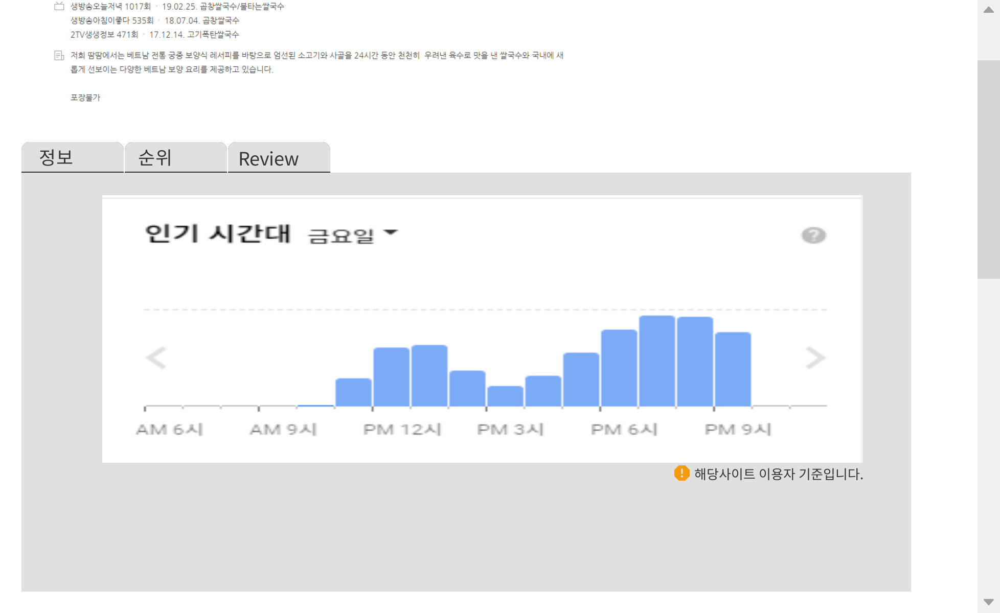 생방송오늘저녁 1017회 · 19.02.25. 곱창쌀국수/불타는쌀국수
생방송아침이좋다 535회 · 18.07.04. 곱창쌀국수
2TV생생정보 471회 · 17.12.14. 고기폭탄쌀국수
저희 땀땀에서는 베트남 전통 궁중 보양식 레서피를 바탕으로 엄선된 소고기와 사골을 24시간 동안 천천히 우려낸 육수로 맛을 낸 쌀국수와 국내에 새
롭게 선보이는 다양한 베트남 보양 요리를 제공하고 있습니다.
포장불가
정보 순위 Review
인기 시간대 금요일
AM 6시 AM 9시 PM 12시 PM 3시 PM 6시 PM 9시
해당사이트 이용자 기준입니다.